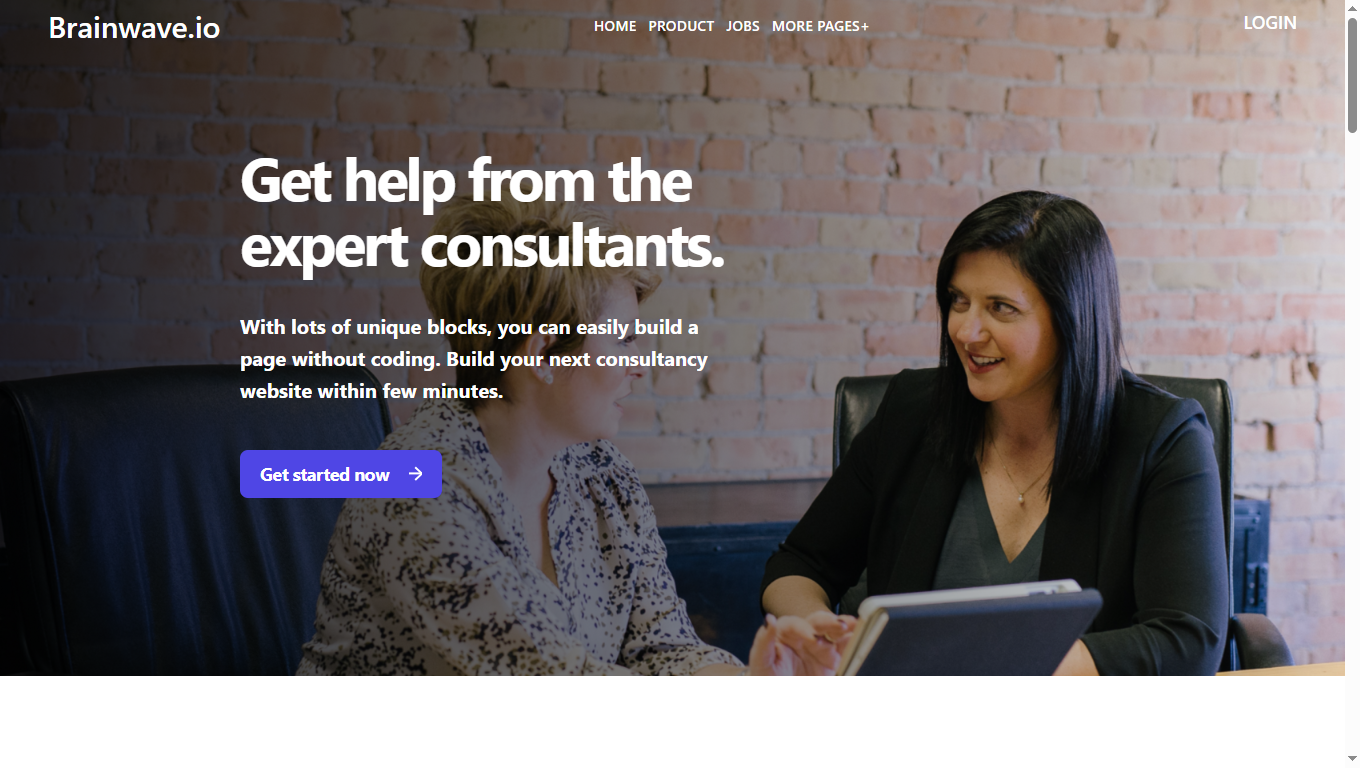 Brainwave.io
HOME PRODUCT JOBS MORE PAGES+
LOGIN
Get help from the
expert consultants.
With lots of unique blocks, you can easily build a
page without coding. Build your next consultancy
website within few minutes.
Get started now